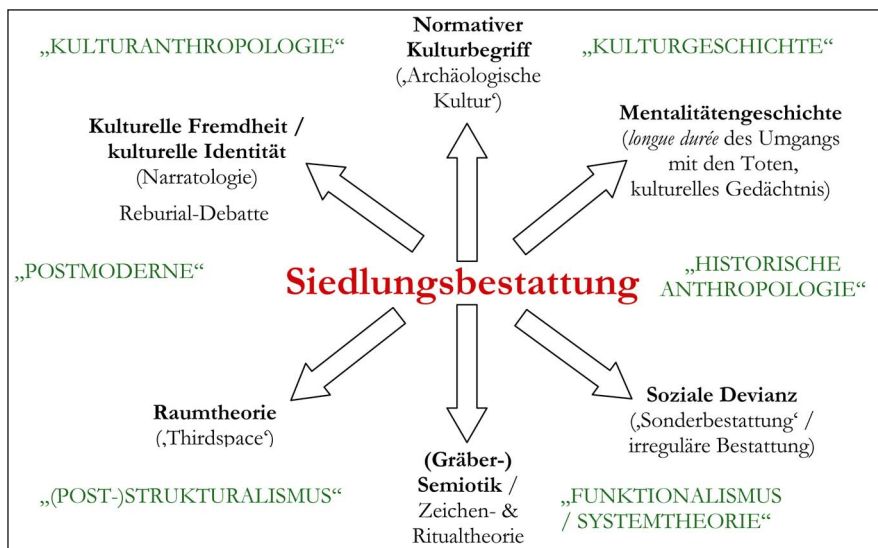 „KULTURANTHROPOLOGIE“
Normativer
Kulturbegriff
(‚Archäologische
Kultur‘)
„KULTURGESCHICHTE“
Kulturelle Fremdheit /
kulturelle Identität
(Narratologie)
Reburial-Debatte
Mentalitätengeschichte
(longue durée des Umgangs
mit den Toten,
kulturelles Gedächtnis)
„POSTMODERNE“
Siedlungsbestattung
„HISTORISCHE
ANTHROPOLOGIE“
Raumtheorie
(‚Thirdspace‘)
(Gräber-)
Semiotik /
Zeichen- &
Ritualtheorie
Soziale Devianz
(‚Sonderbestattung‘ /
irreguläre Bestattung)
„(POST-)STRUKTURALISMUS“
„FUNKTIONALISMUS
/ SYSTEMTHEORIE“